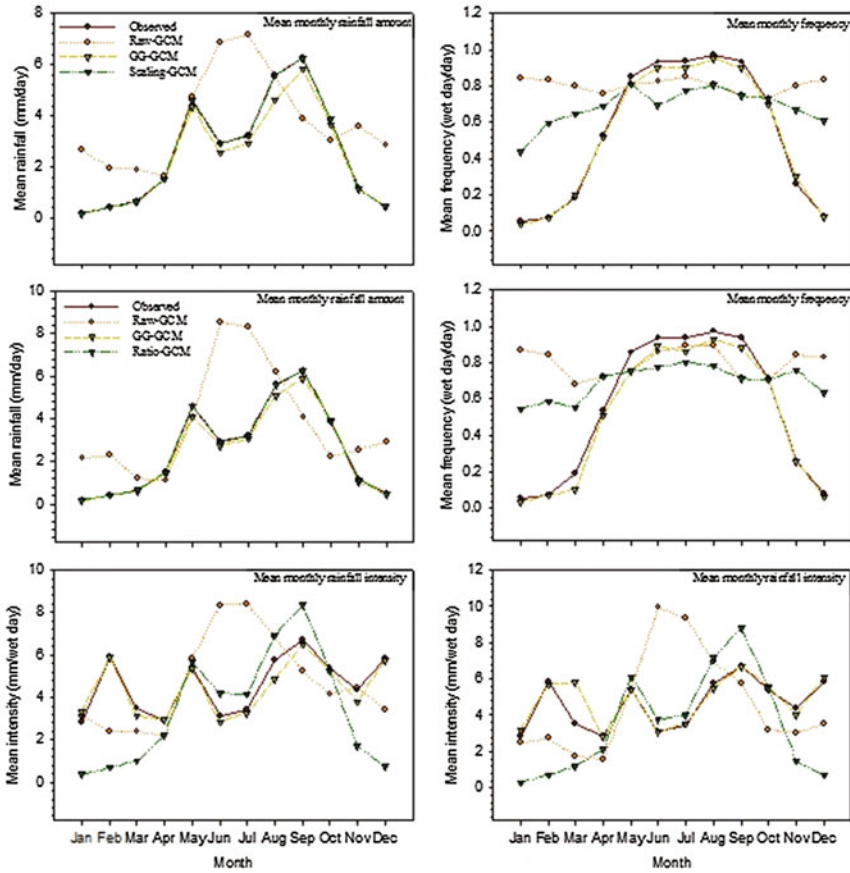 Mean monthly rainfall amount
Observed
Raw-GCM
GG-GCM
Scaling-GCM
Mean rainfall (mm/day)
8
6
4
2
0
Mean monthly frequency
Mean frequency (wet day/day)
1.2
1.0
0.8
0.6
0.4
0.2
0.0
Mean monthly rainfall amount
Observed
Raw-GCM
GG-GCM
Ratio-GCM
Mean rainfall (mm/day)
10
8
6
4
2
0
Mean monthly frequency
Mean frequency (wet day/day)
1.2
1.0
0.8
0.6
0.4
0.2
0.0
Mean monthly rainfall intensity
Mean intensity (mm/wet day)
10
8
6
4
2
0
Jan Feb Mar Apr May Jun Jul Aug Sep Oct Nov Dec
Month
Mean monthly rainfall intensity
Mean intensity (mm/wet day)
12
10
8
6
4
2
0
Jan Feb Mar Apr May Jun Jul Aug Sep Oct Nov Dec
Month